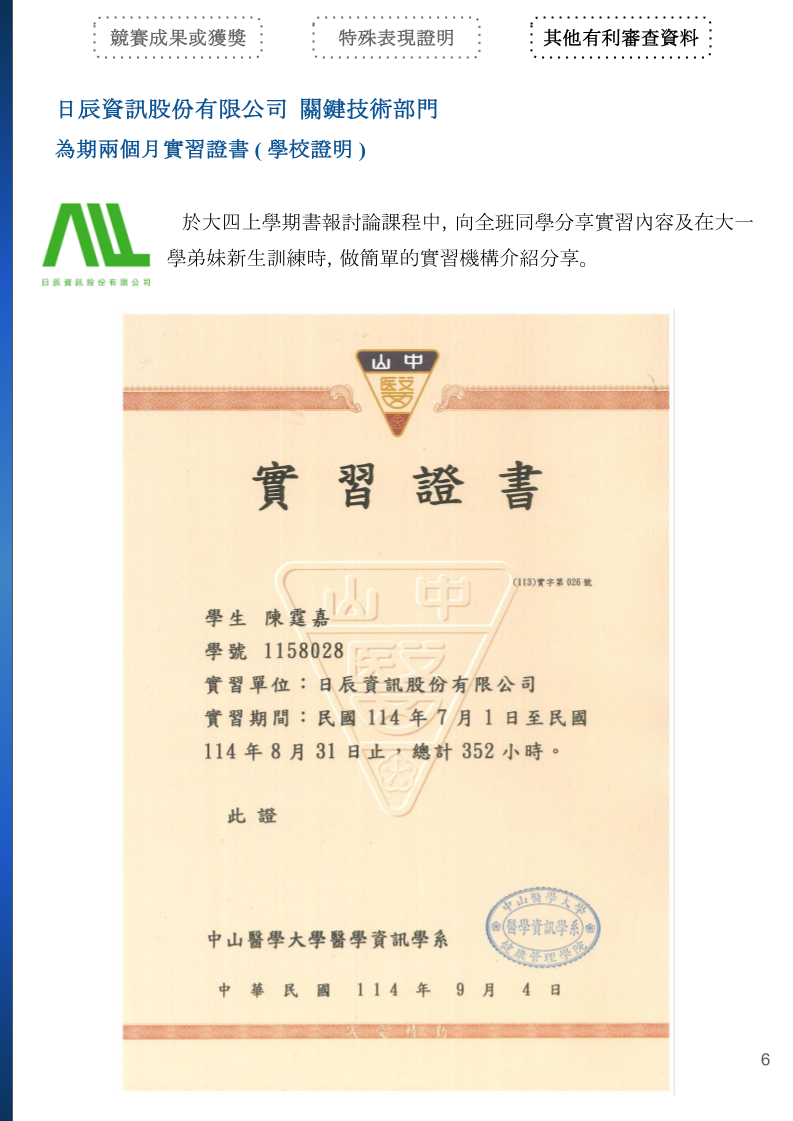 競賽成果或獲獎
特殊表現證明
其他有利審查資料
日辰資訊股份有限公司 關鍵技術部門
為期兩個月實習證書 ( 學校證明 )
於大四上學期書報討論課程中, 向全班同學分享實習內容及在大一
學弟妹新生訓練時, 做簡單的實習機構介紹分享。
日辰資訊股份有限公司
山中
醫
實習證書
(113)實字第 026 號
山中
學生 陳霆嘉
學號 1158028
實習單位：日辰資訊股份有限公司
實習期間：民國 114 年 7 月 1 日至民國
114 年 8 月 31 日止，總計 352 小時。
此證
中山醫學大學
醫學資訊學系
健康管理學院
中山醫學大學醫學資訊學系
中華民國 114 年 9 月 4 日
6